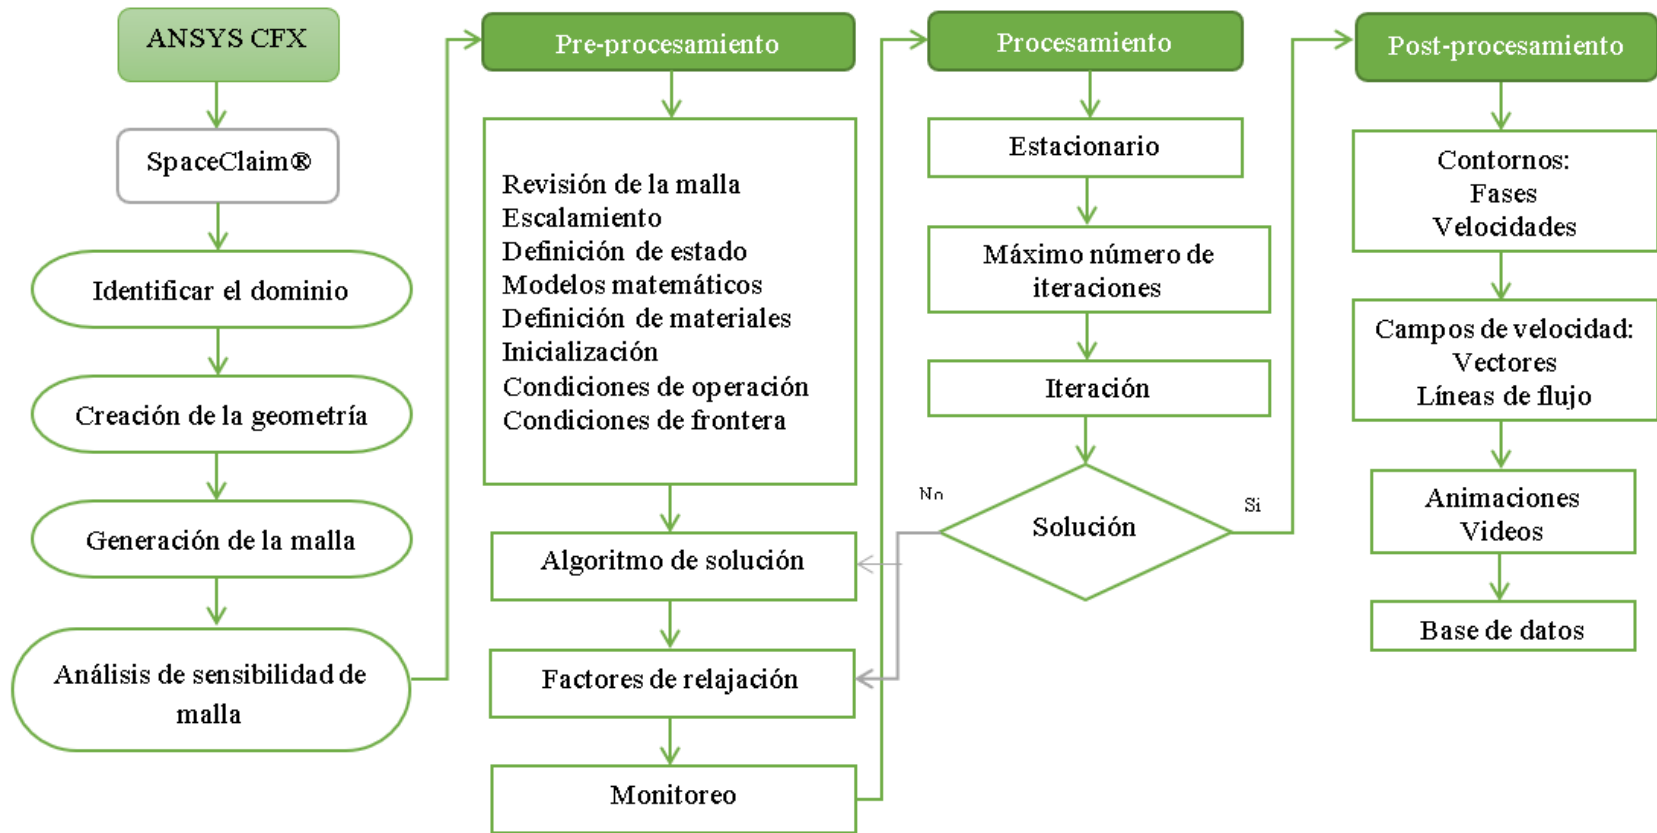 ANSYS CFX
SpaceClaim®
Identificar el dominio
Creación de la geometría
Generación de la malla
Análisis de sensibilidad de
malla
Pre-procesamiento
Revisión de la malla
Escalamiento
Definición de estado
Modelos matemáticos
Definición de materiales
Inicialización
Condiciones de operación
Condiciones de frontera
Algoritmo de solución
Factores de relajación
Monitoreo
Procesamiento
Estacionario
Máximo número de
iteraciones
Iteración
Solución
No
Si
Post-procesamiento
Contornos:
Fases
Velocidades
Campos de velocidad:
Vectores
Líneas de flujo
Animaciones
Videos
Base de datos